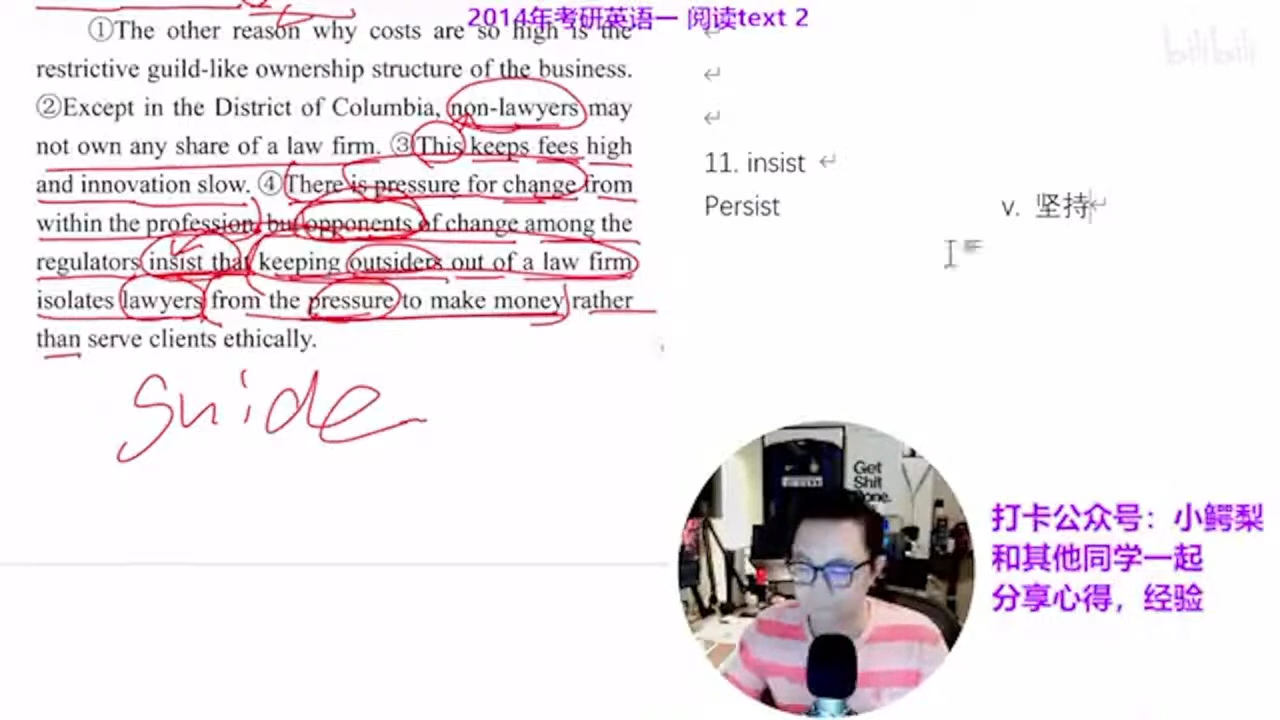 2014年考研英语一 阅读text 2
bilibili
①The other reason why costs are so high is the
restrictive guild-like ownership structure of the business.
②Except in the District of Columbia, non-lawyers may
not own any share of a law firm. ③This keeps fees high
and innovation slow. ④There is pressure for change from
within the profession, but opponents of change among the
regulators insist that keeping outsiders out of a law firm
isolates lawyers from the pressure to make money rather
than serve clients ethically.
guide
11. insist
Persist v. 坚持
Get
Shit
Done.
打卡公众号：小鳄梨
和其他同学一起
分享心得，经验